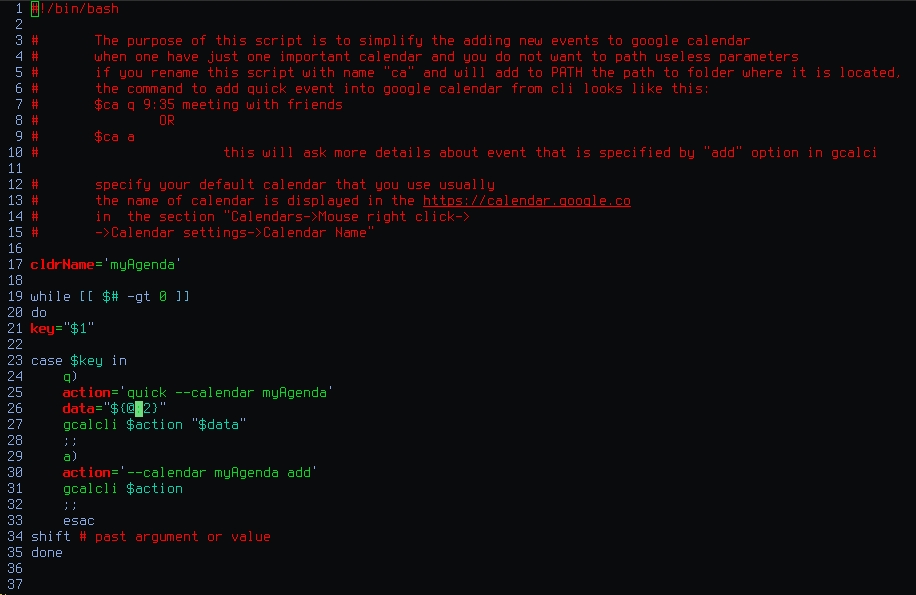 1 #!/bin/bash
2
3 # The purpose of this script is to simplify the adding new events to google calendar
4 # when one have just one important calendar and you do not want to path useless parameters
5 # if you rename this script with name "ca" and will add to PATH the path to folder where it is located,
6 # the command to add quick event into google calendar from cli looks like this:
7 # $ca q 9:35 meeting with friends
8 # OR
9 # $ca a
10 # this will ask more details about event that is specified by "add" option in gcalci
11
12 # specify your default calendar that you use usually
13 # the name of calendar is displayed in the https://calendar.google.co
14 # in the section "Calendars->Mouse right click->
15 # ->Calendar settings->Calendar Name"
16
17 cldrName='myAgenda'
18
19 while [[ $# -gt 0 ]]
20 do
21 key="$1"
22
23 case $key in
24 q)
25 action='quick --calendar myAgenda'
26 data="${@:2}"
27 gcalcli $action "$data"
28 ;;
29 a)
30 action='--calendar myAgenda add'
31 gcalcli $action
32 ;;
33 esac
34 shift # past argument or value
35 done
36
37